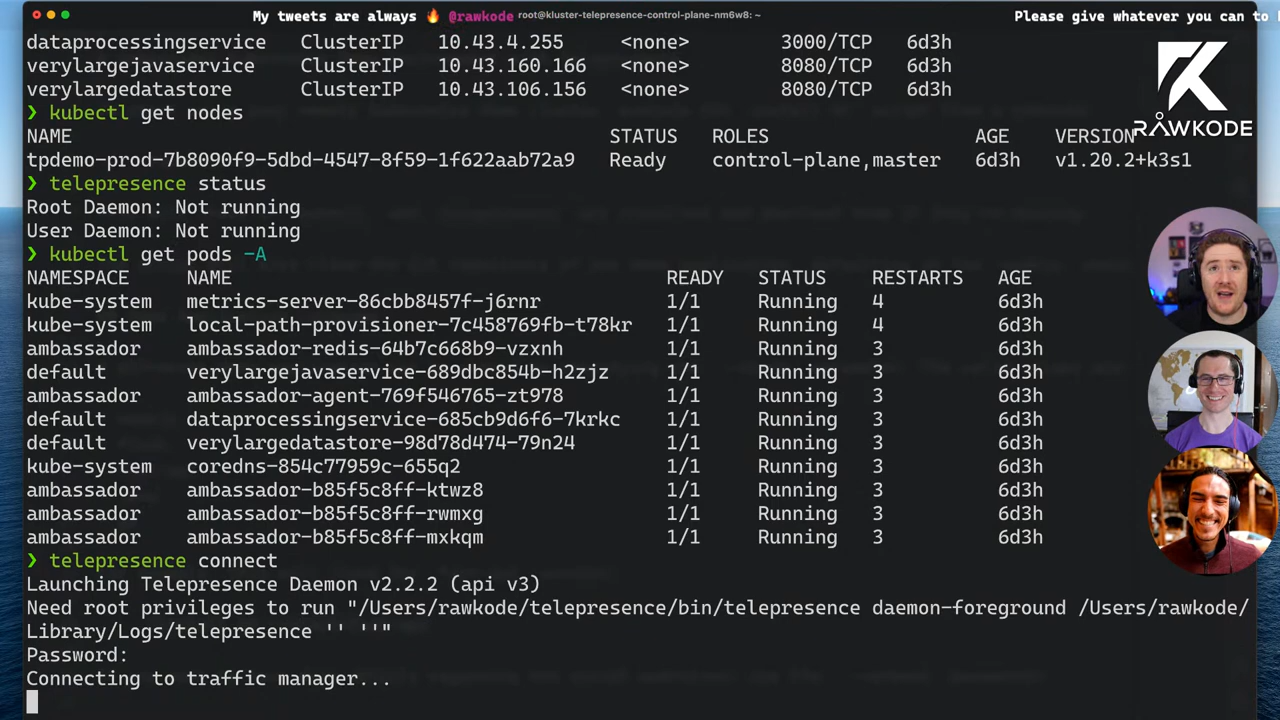 My tweets are always 🔥 @rawkode root@kluster-telepresence-control-plane-nm6w8: ~ Please give whatever you can to
dataprocessingservice ClusterIP 10.43.4.255 <none> 3000/TCP 6d3h
verylargejavaservice ClusterIP 10.43.160.166 <none> 8080/TCP 6d3h
verylargedatastore ClusterIP 10.43.106.156 <none> 8080/TCP 6d3h
❯ kubectl get nodes
NAME STATUS ROLES AGE VERSION
tpdemo-prod-7b8090f9-5dbd-4547-8f59-1f622aab72a9 Ready control-plane,master 6d3h v1.20.2+k3s1
RAWKODE
❯ telepresence status
Root Daemon: Not running
User Daemon: Not running
❯ kubectl get pods -A
NAMESPACE NAME READY STATUS RESTARTS AGE
kube-system metrics-server-86cbb8457f-j6rnr 1/1 Running 4 6d3h
kube-system local-path-provisioner-7c458769fb-t78kr 1/1 Running 4 6d3h
ambassador ambassador-redis-64b7c668b9-vzxnh 1/1 Running 3 6d3h
default verylargejavaservice-689dbc854b-h2zjz 1/1 Running 3 6d3h
ambassador ambassador-agent-769f546765-zt978 1/1 Running 3 6d3h
default dataprocessingservice-685cb9d6f6-7krkc 1/1 Running 3 6d3h
default verylargedatastore-98d78d474-79n24 1/1 Running 3 6d3h
kube-system coredns-854c77959c-655q2 1/1 Running 3 6d3h
ambassador ambassador-b85f5c8ff-ktwz8 1/1 Running 3 6d3h
ambassador ambassador-b85f5c8ff-rwmxg 1/1 Running 3 6d3h
ambassador ambassador-b85f5c8ff-mxkqm 1/1 Running 3 6d3h
❯ telepresence connect
Launching Telepresence Daemon v2.2.2 (api v3)
Need root privileges to run "/Users/rawkode/telepresence/bin/telepresence daemon-foreground /Users/rawkode/
Library/Logs/telepresence '' ''"
Password:
Connecting to traffic manager...